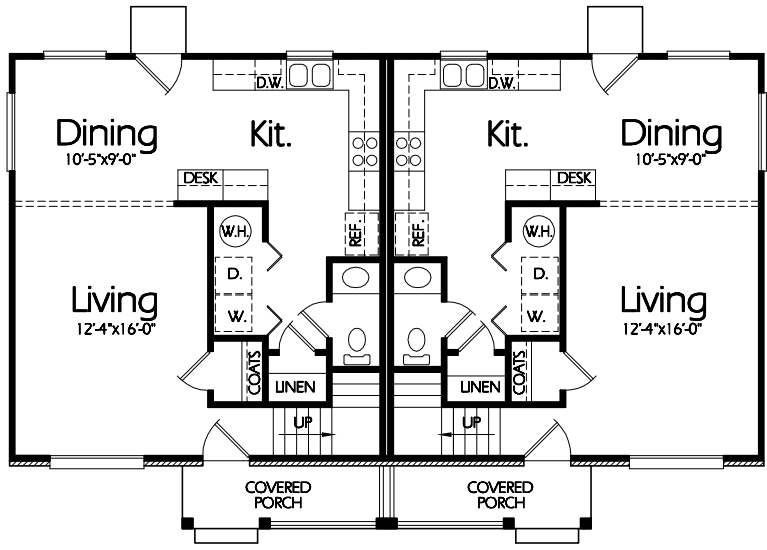 D.W.
D.W.
Dining
10'-5"x9'-0"
Kit.
Kit.
Dining
10'-5"x9'-0"
DESK
DESK
W.H.
REF.
REF.
W.H.
D.
D.
Living
12'-4"x16'-0"
W.
W.
Living
12'-4"x16'-0"
COATS
LINEN
LINEN
COATS
UP
UP
COVERED
PORCH
COVERED
PORCH